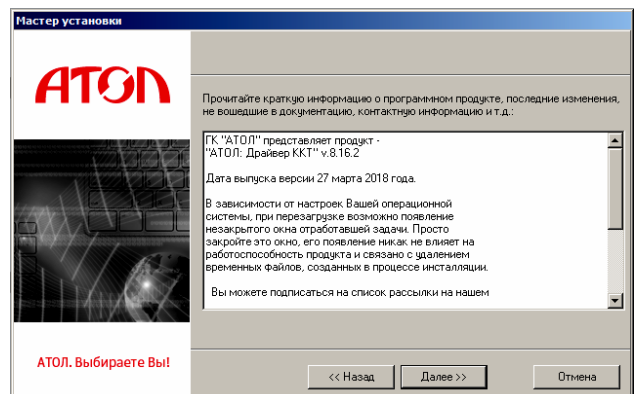 Мастер установки
АТОЛ
Прочитайте краткую информацию о программном продукте, последние изменения,
не вошедшие в документацию, контактную информацию и т.д.:
ГК "АТОЛ" представляет продукт -
"АТОЛ: Драйвер ККТ" v.8.16.2
Дата выпуска версии 27 марта 2018 года.
В зависимости от настроек Вашей операционной
системы, при перезагрузке возможно появление
незакрытого окна отработавшей задачи. Просто
закройте это окно, его появление никак не влияет на
работоспособность продукта и связано с удалением
временных файлов, созданных в процессе инсталляции.
Вы можете подписаться на список рассылки на нашем
АТОЛ. Выбираете Вы!
<< Назад
Далее >>
Отмена